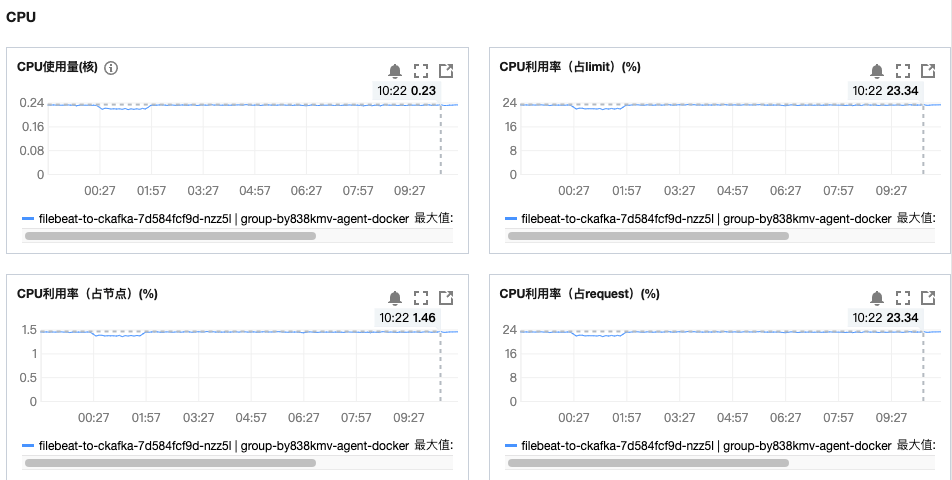 CPU
CPU使用量(核)
10:22 0.23
0.24
0.16
0.08
0
00:27 01:57 03:27 04:57 06:27 07:57 09:27
filebeat-to-ckafka-7d584fcf9d-nzz5l | group-by838kmv-agent-docker 最大值:
CPU利用率（占limit）(%)
10:22 23.34
24
16
8
0
00:27 01:57 03:27 04:57 06:27 07:57 09:27
filebeat-to-ckafka-7d584fcf9d-nzz5l | group-by838kmv-agent-docker 最大值:
CPU利用率（占节点）(%)
10:22 1.46
1.5
1
0.5
0
00:27 01:57 03:27 04:57 06:27 07:57 09:27
filebeat-to-ckafka-7d584fcf9d-nzz5l | group-by838kmv-agent-docker 最大值:
CPU利用率（占request）(%)
10:22 23.34
24
16
8
0
00:27 01:57 03:27 04:57 06:27 07:57 09:27
filebeat-to-ckafka-7d584fcf9d-nzz5l | group-by838kmv-agent-docker 最大值: